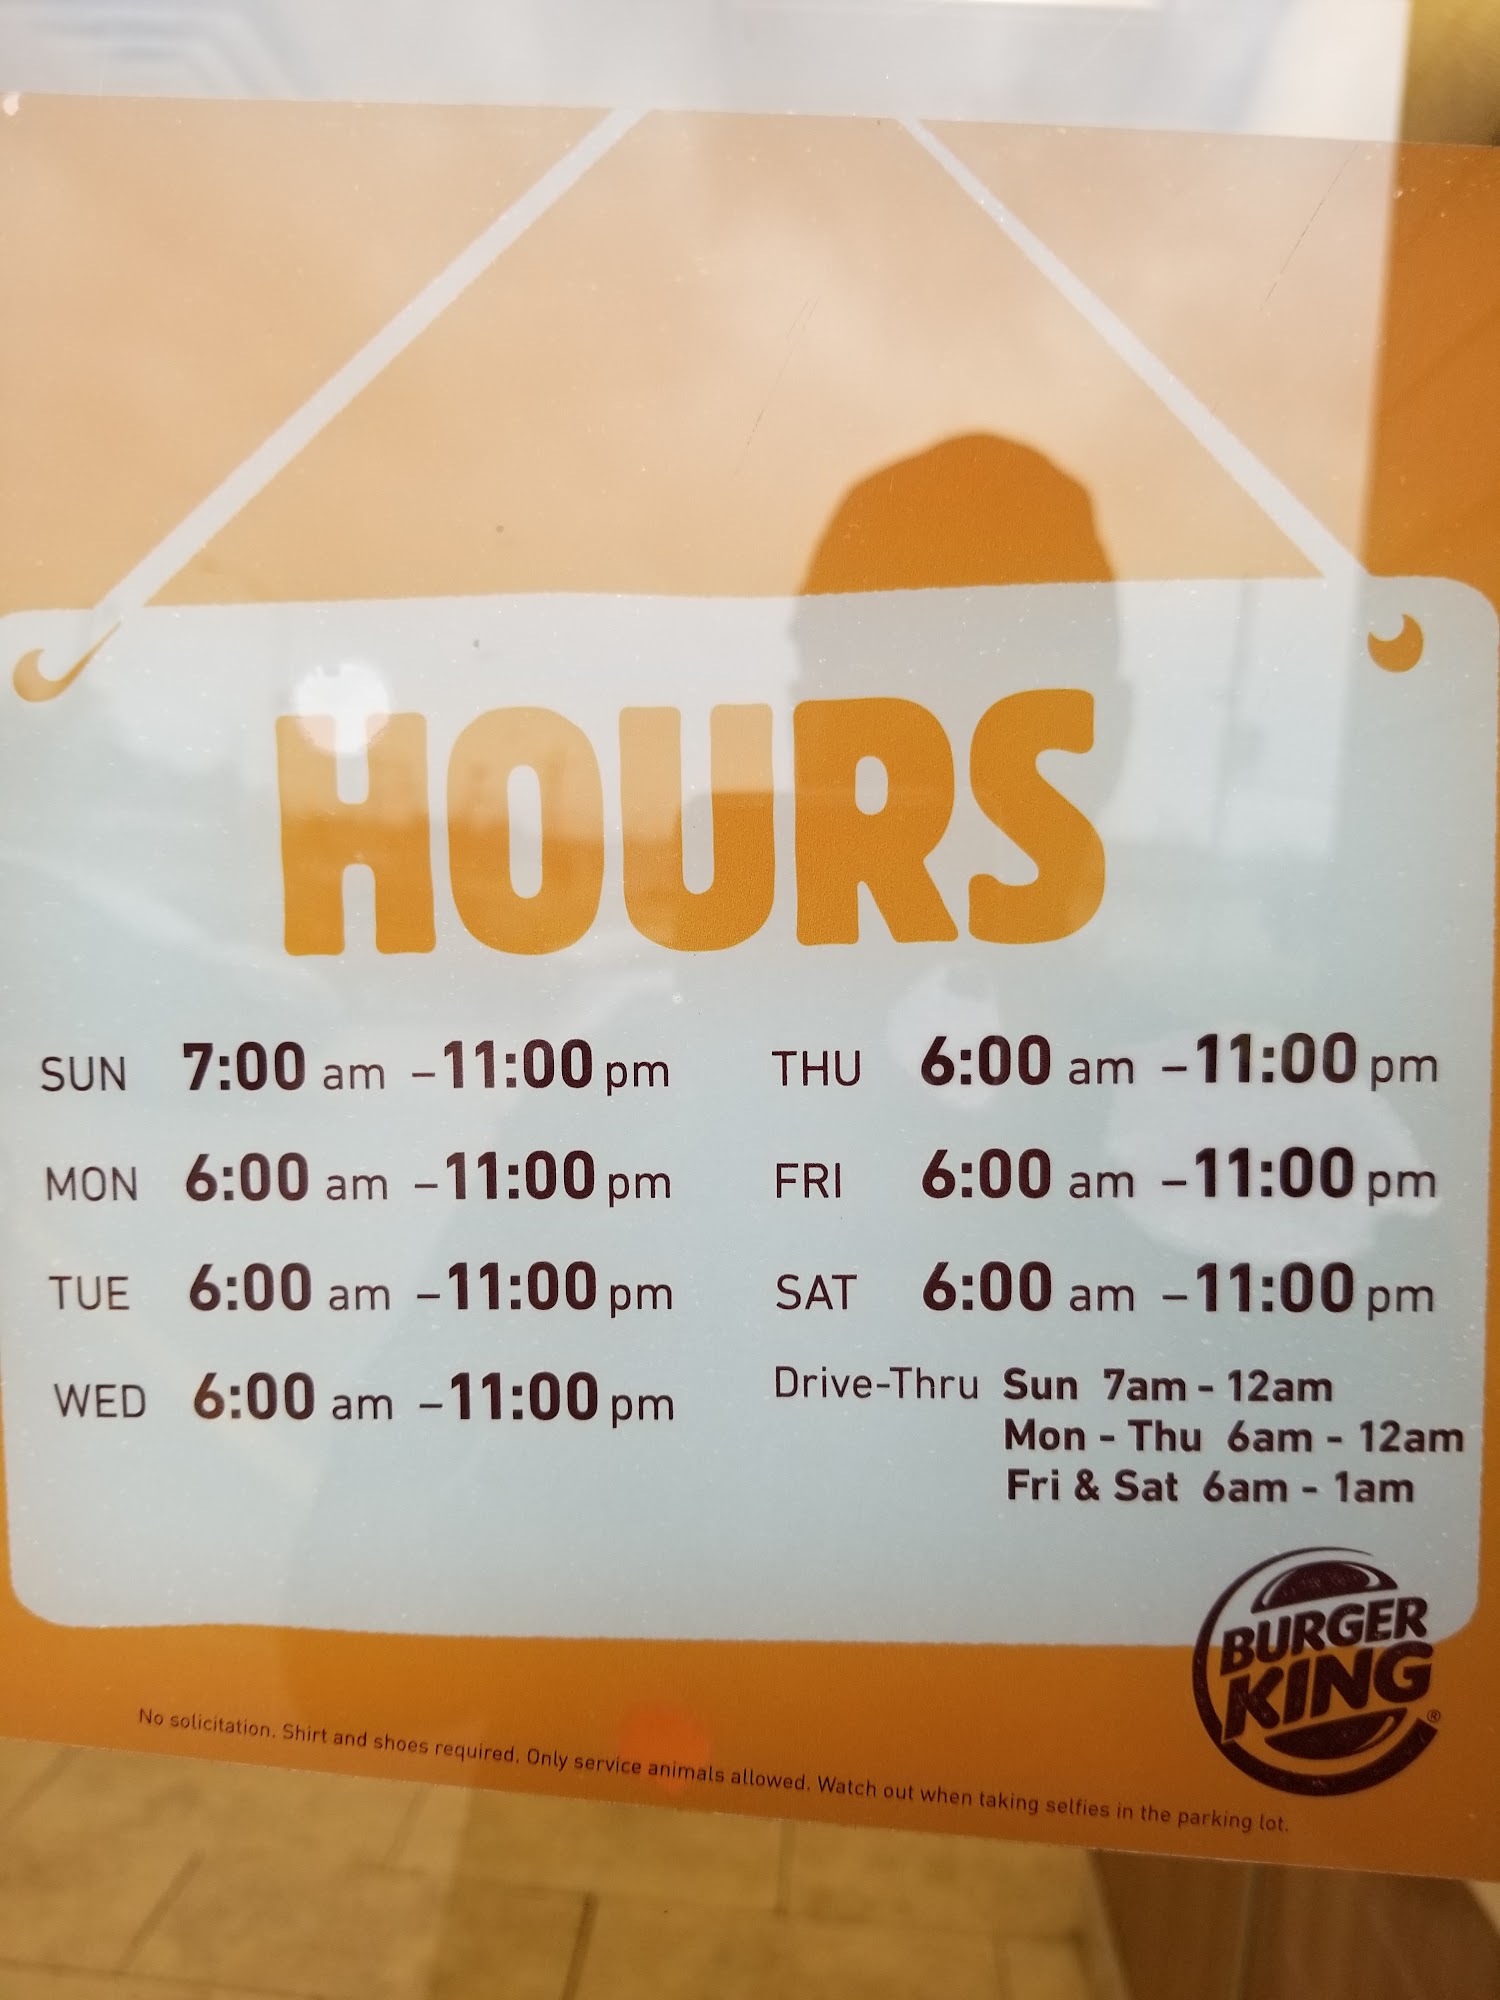 HOURS
SUN 7:00 am –11:00 pm
MON 6:00 am –11:00 pm
TUE 6:00 am –11:00 pm
WED 6:00 am –11:00 pm
THU 6:00 am –11:00 pm
FRI 6:00 am –11:00 pm
SAT 6:00 am –11:00 pm
Drive-Thru Sun 7am - 12am
Mon - Thu 6am - 12am
Fri & Sat 6am - 1am
BURGER
KING®
No solicitation. Shirt and shoes required. Only service animals allowed. Watch out when taking selfies in the parking lot.